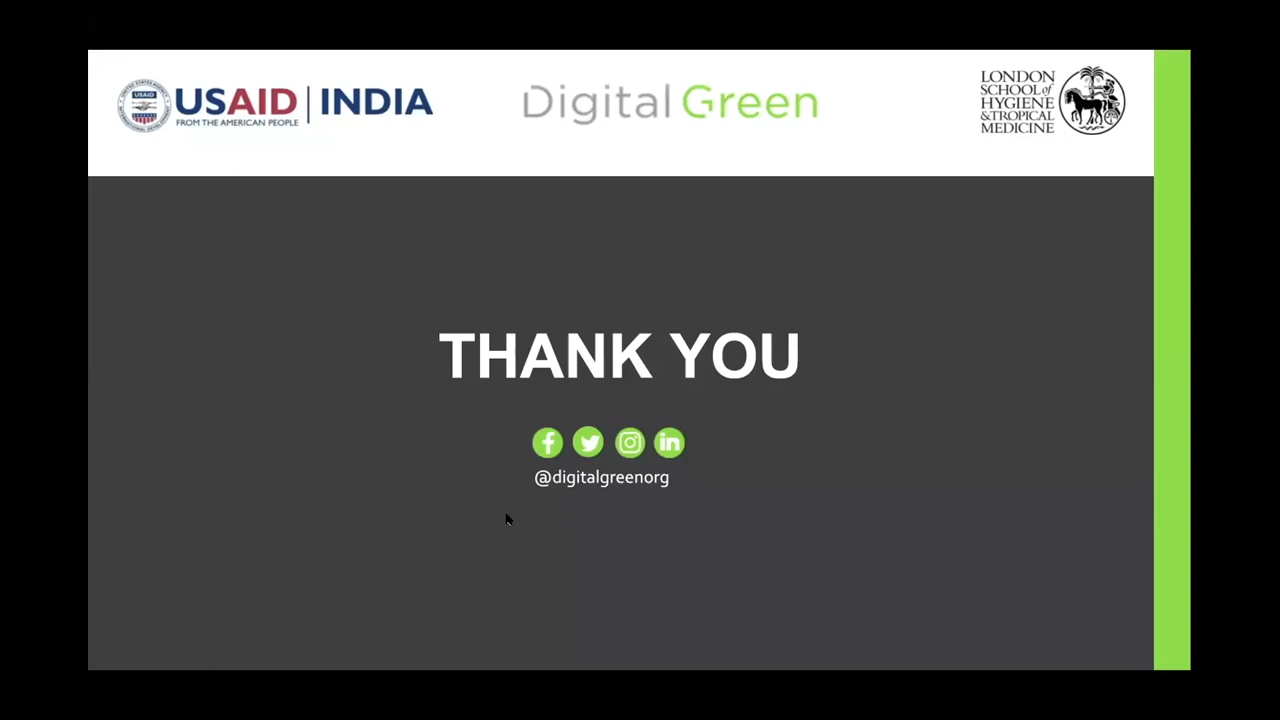 USAID | INDIA
FROM THE AMERICAN PEOPLE
Digital Green
LONDON
SCHOOL of
HYGIENE
& TROPICAL
MEDICINE
THANK YOU
@digitalgreenorg